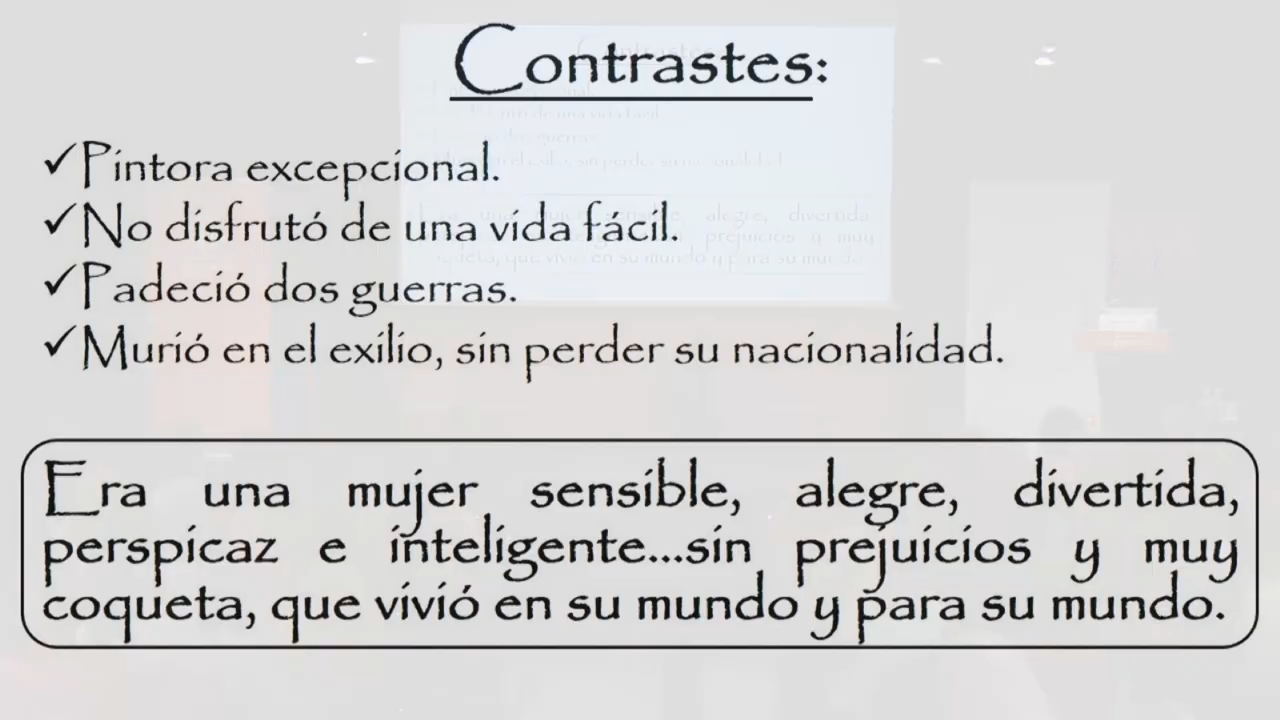 Contrastes:
✓Pintora excepcional.
✓No disfrutó de una vida fácil.
✓Padeció dos guerras.
✓Murió en el exilio, sin perder su nacionalidad.
Era una mujer sensible, alegre, divertida,
perspicaz e inteligente...sin prejuicios y muy
coqueta, que vivió en su mundo y para su mundo.